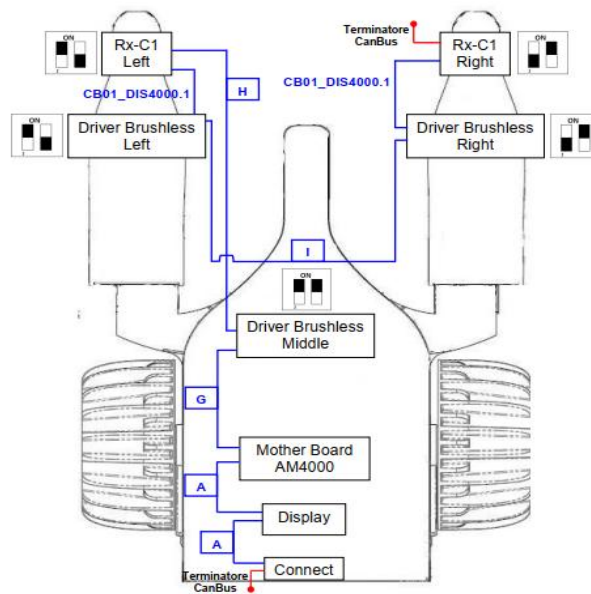 Terminatore
CanBus
ON
Rx-C1
Left
Rx-C1
Right
ON
CB01_DIS4000.1
H
CB01_DIS4000.1
ON
Driver Brushless
Left
Driver Brushless
Right
ON
I
ON
Driver Brushless
Middle
G
Mother Board
AM4000
A
Display
A
Connect
Terminatore
CanBus